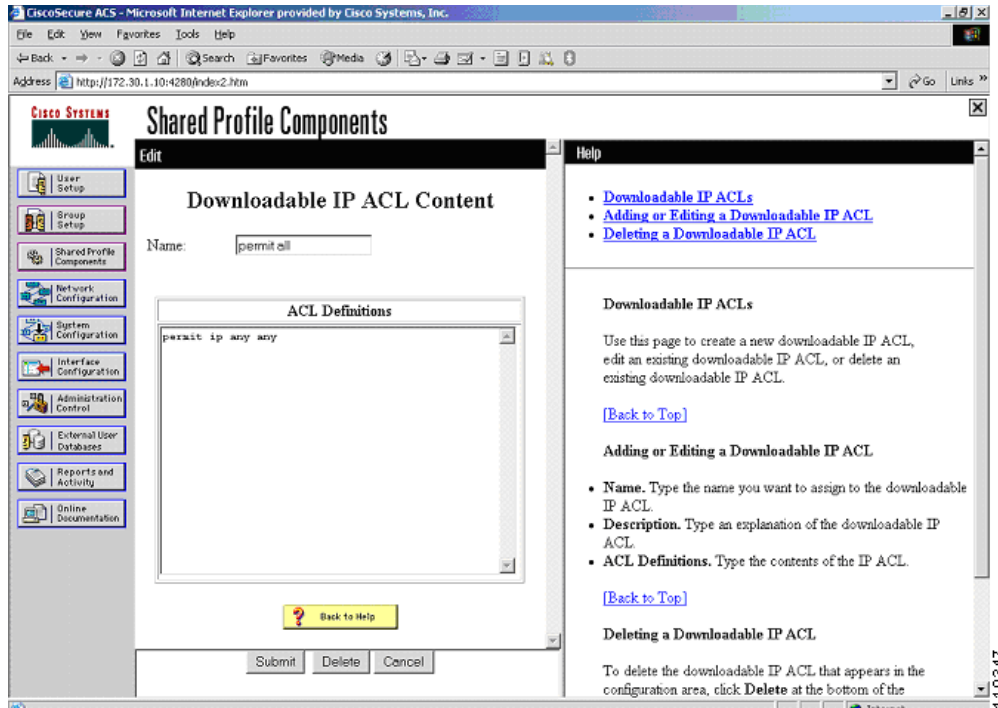 CiscoSecure ACS - Microsoft Internet Explorer provided by Cisco Systems, Inc.
File Edit View Favorites Tools Help
Back Search Favorites Media
Address http://172.30.1.10:4280/index2.htm Go Links »
CISCO SYSTEMS
Shared Profile Components
User
Setup
Group
Setup
Shared Profile
Components
Network
Configuration
System
Configuration
Interface
Configuration
Administration
Control
External User
Databases
Reports and
Activity
Online
Documentation
Edit
Downloadable IP ACL Content
Name: permit all
ACL Definitions
permit ip any any
? Back to Help
Submit Delete Cancel
Help
• Downloadable IP ACLs
• Adding or Editing a Downloadable IP ACL
• Deleting a Downloadable IP ACL
Downloadable IP ACLs
Use this page to create a new downloadable IP ACL,
edit an existing downloadable IP ACL, or delete an
existing downloadable IP ACL.
[Back to Top]
Adding or Editing a Downloadable IP ACL
• Name. Type the name you want to assign to the downloadable
IP ACL.
• Description. Type an explanation of the downloadable IP
ACL.
• ACL Definitions. Type the contents of the IP ACL.
[Back to Top]
Deleting a Downloadable IP ACL
To delete the downloadable IP ACL that appears in the
configuration area, click Delete at the bottom of the